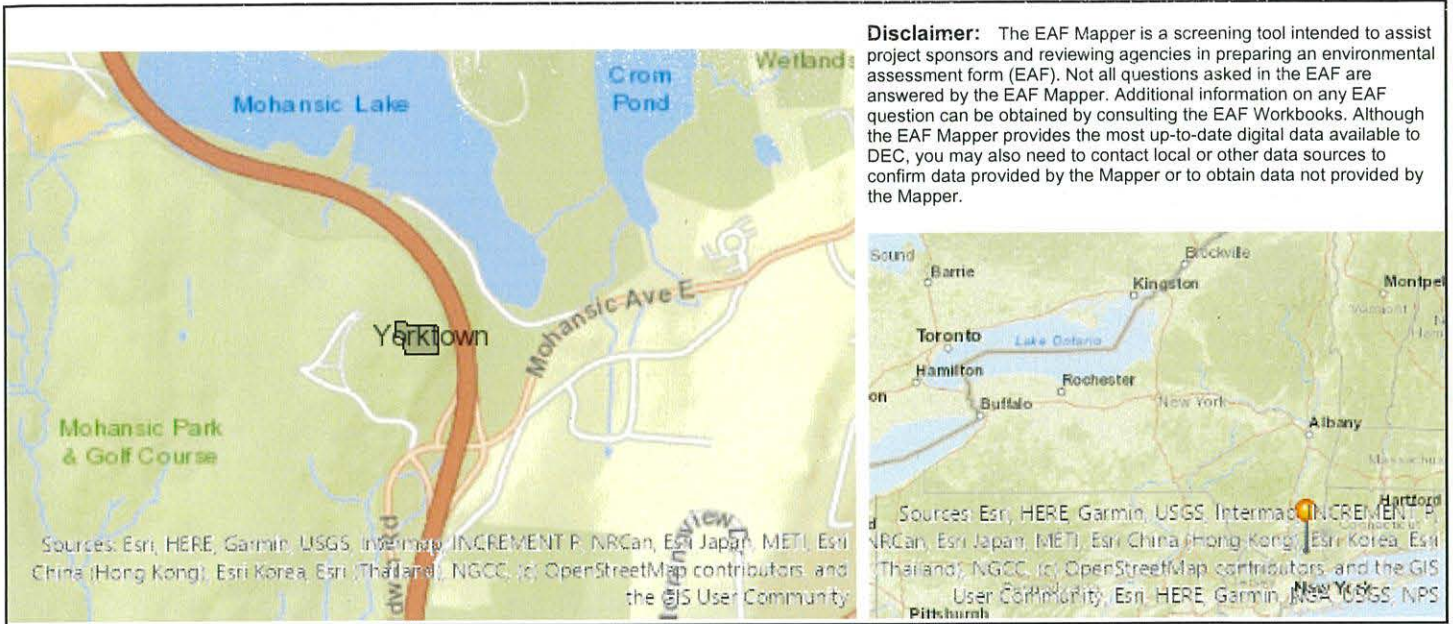 Disclaimer: The EAF Mapper is a screening tool intended to assist
project sponsors and reviewing agencies in preparing an environmental
assessment form (EAF). Not all questions asked in the EAF are
answered by the EAF Mapper. Additional information on any EAF
question can be obtained by consulting the EAF Workbooks. Although
the EAF Mapper provides the most up-to-date digital data available to
DEC, you may also need to contact local or other data sources to
confirm data provided by the Mapper or to obtain data not provided by
the Mapper.
Wetlands
Crom
Pond
Mohansic Lake
Mohansic Ave E
Yorktown
Mohansic Park
& Golf Course
Sources: Esri, HERE, Garmin, USGS, Intermap, INCREMENT P, NRCan, Esri Japan, METI, Esri
China (Hong Kong), Esri Korea, Esri (Thailand), NGCC, (c) OpenStreetMap contributors, and
the GIS User Community
Sound
Barrie
Brockville
Kingston
Montpel
Toronto
Lake Ontario
Hamilton
Rochester
on
Buffalo
New York
Albany
Massachu
Hartford
Connecticut
Sources: Esri, HERE, Garmin, USGS, Intermap, INCREMENT P,
NRCan, Esri Japan, METI, Esri China (Hong Kong), Esri Korea, Esri
(Thailand), NGCC, (c) OpenStreetMap contributors, and the GIS
User Community, Esri, HERE, Garmin, NGA, USGS, NPS
New York
Pittsburgh